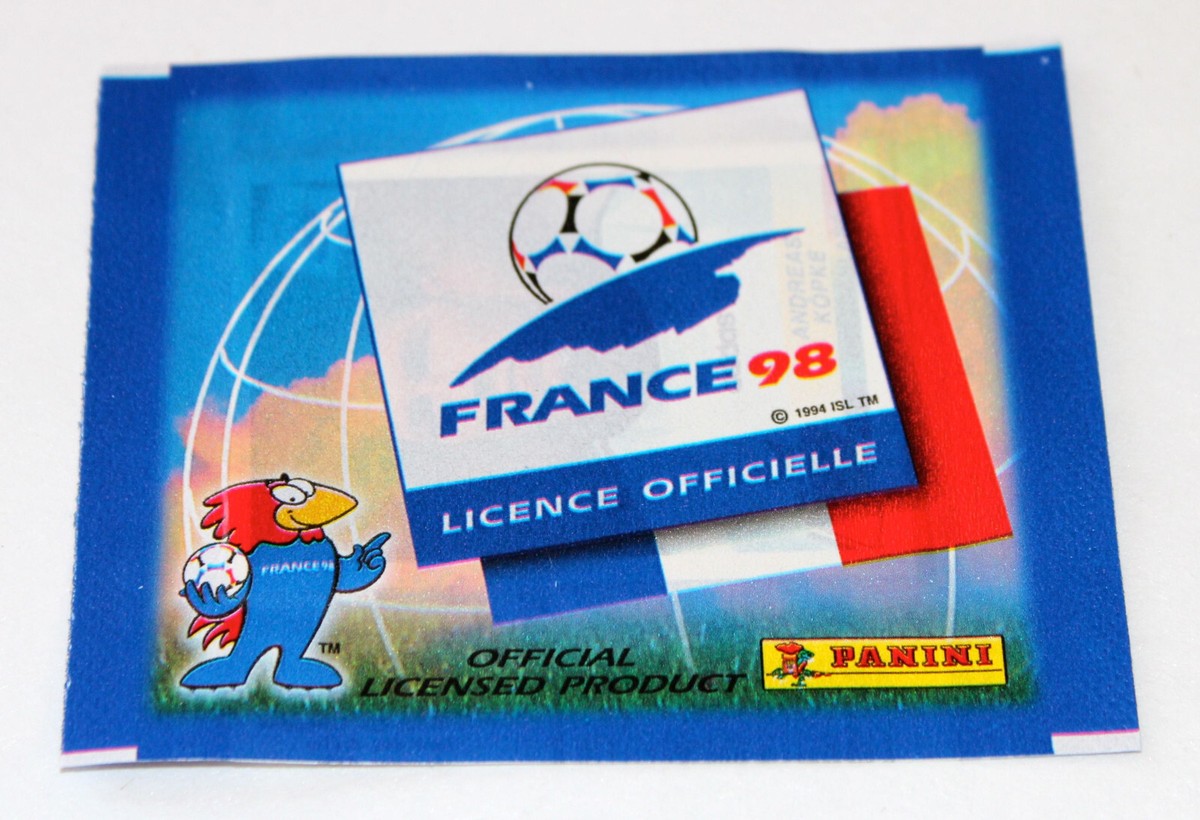 FRANCE 98
© 1994 ISL TM
LICENCE OFFICIELLE
ANDREAS
KÖPKE
FRANCE 98
TM
OFFICIAL
LICENSED PRODUCT
PANINI